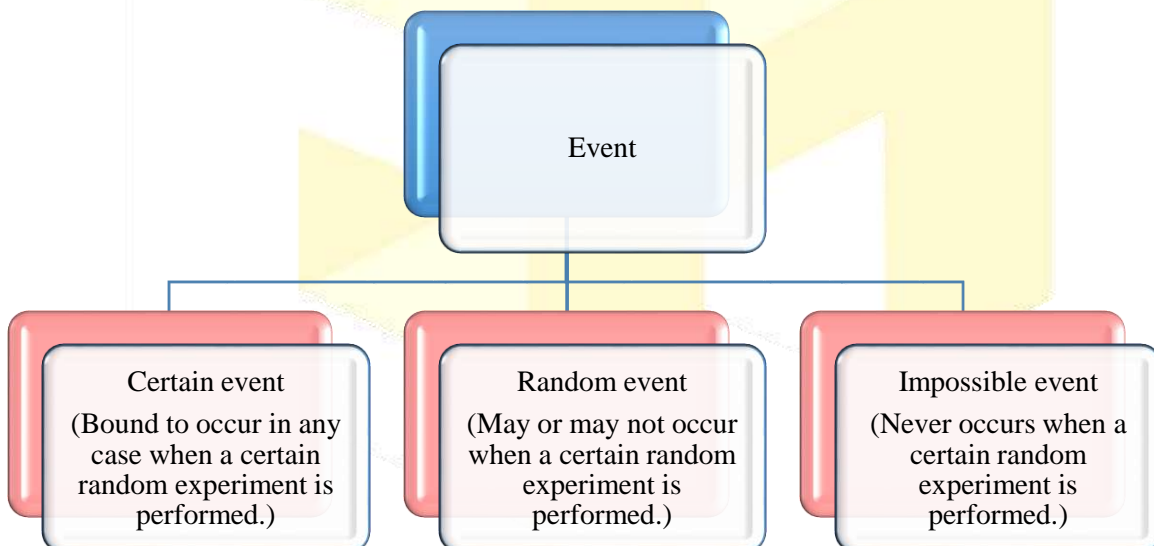 Event
Certain event
(Bound to occur in any
case when a certain
random experiment is
performed.)
Random event
(May or may not occur
when a certain random
experiment is
performed.)
Impossible event
(Never occurs when a
certain random
experiment is
performed.)